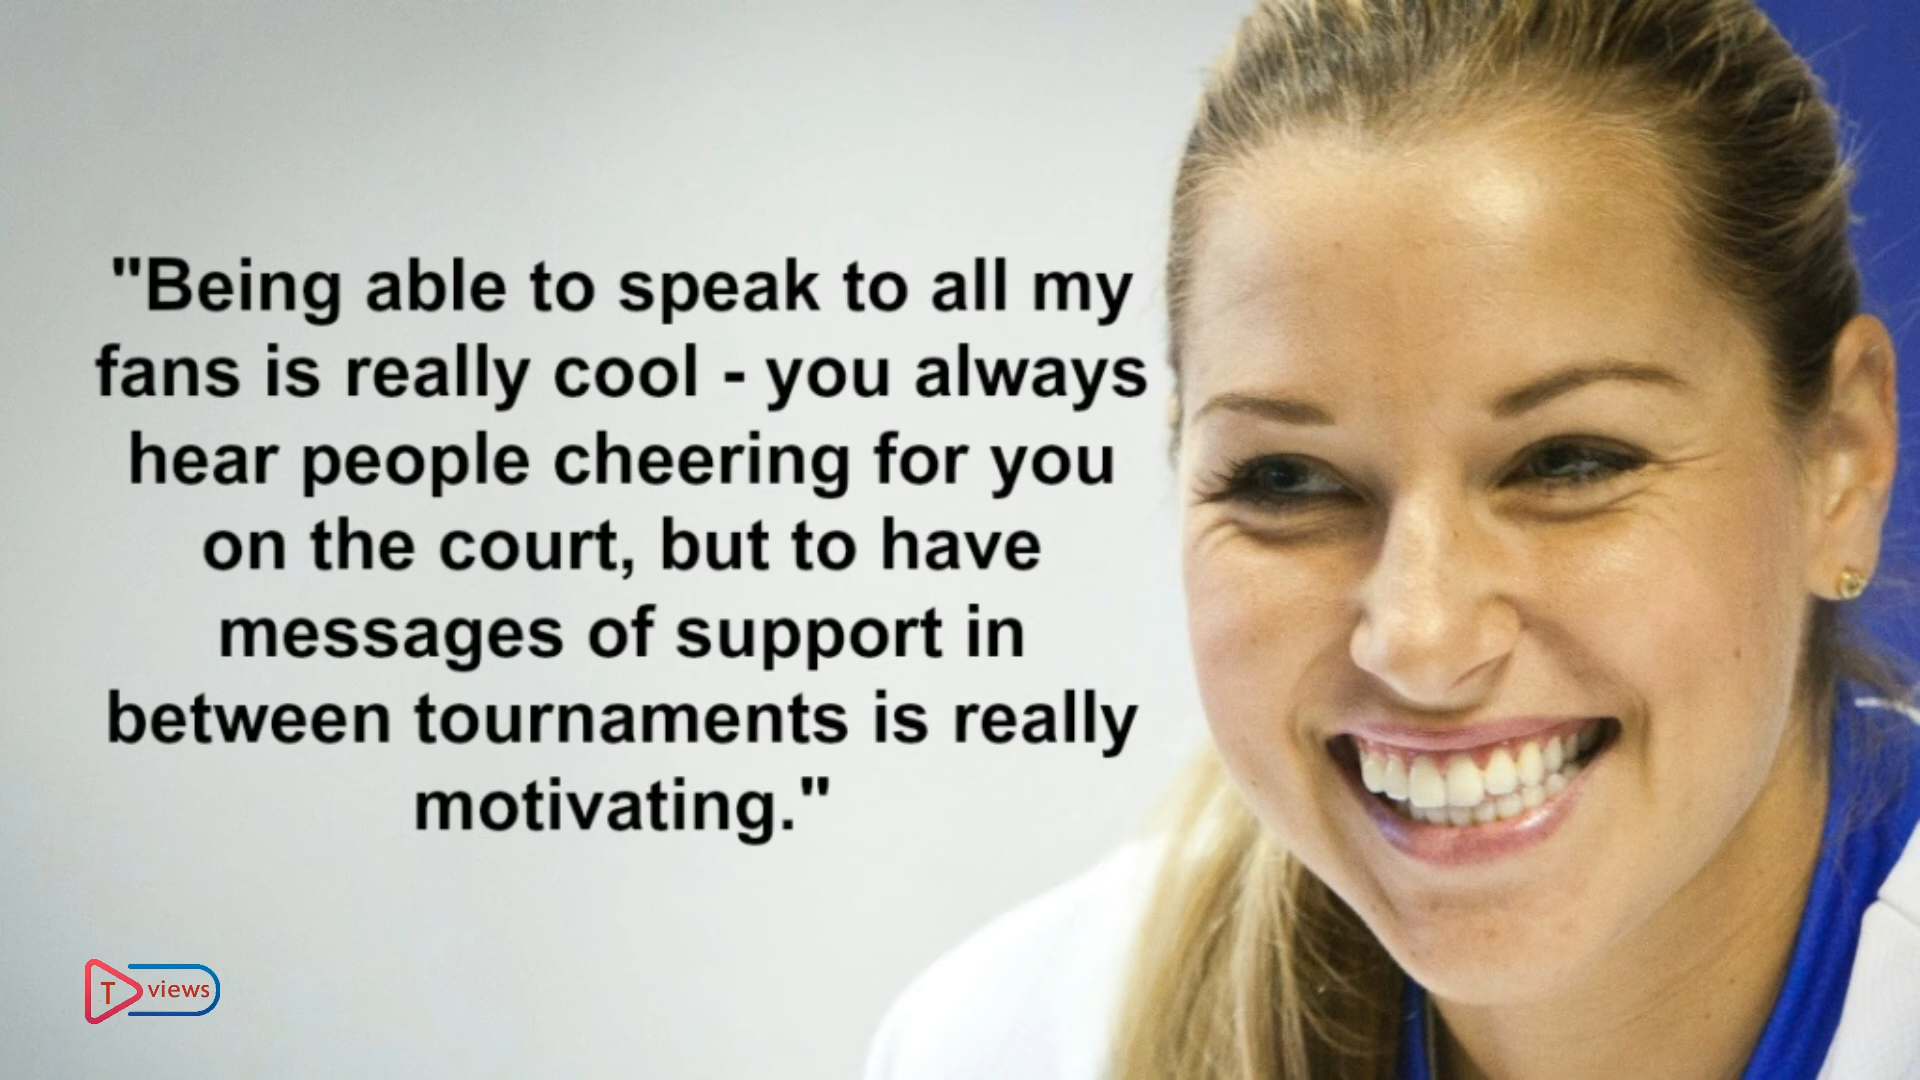 "Being able to speak to all my
fans is really cool - you always
hear people cheering for you
on the court, but to have
messages of support in
between tournaments is really
motivating."
T views